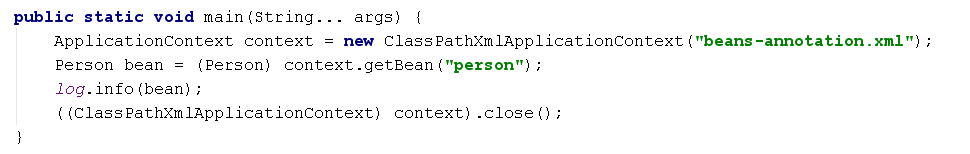 public static void main(String... args) {
    ApplicationContext context = new ClassPathXmlApplicationContext("beans-annotation.xml");
    Person bean = (Person) context.getBean("person");
    log.info(bean);
    ((ClassPathXmlApplicationContext) context).close();
}